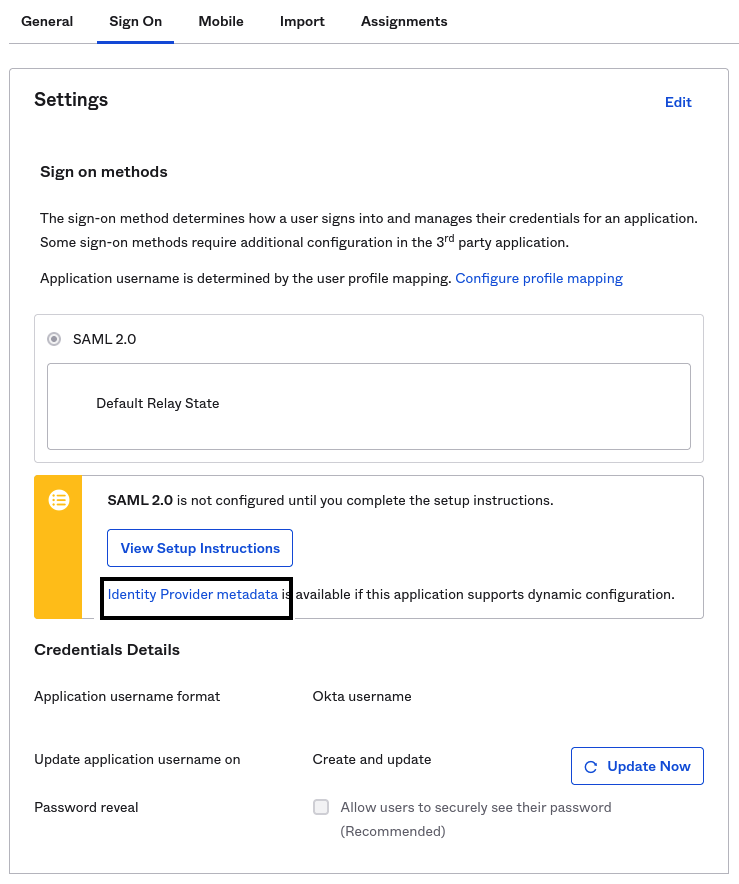 General Sign On Mobile Import Assignments
Settings
Edit
Sign on methods
The sign-on method determines how a user signs into and manages their credentials for an application.
Some sign-on methods require additional configuration in the 3rd party application.
Application username is determined by the user profile mapping. Configure profile mapping
SAML 2.0
Default Relay State
SAML 2.0 is not configured until you complete the setup instructions.
View Setup Instructions
Identity Provider metadata is available if this application supports dynamic configuration.
Credentials Details
Application username format Okta username
Update application username on Create and update Update Now
Password reveal Allow users to securely see their password
(Recommended)